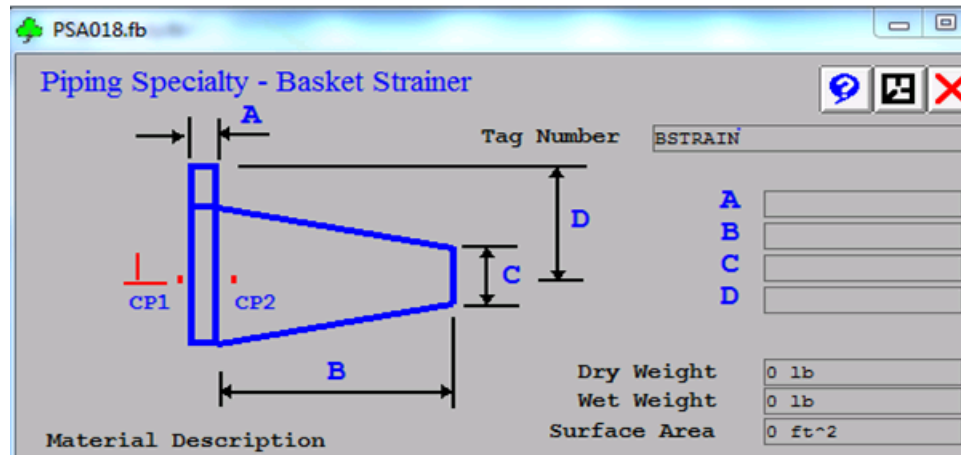 PSA018.fb
Piping Specialty - Basket Strainer
A
Tag Number BSTRAIN
D
A
B
C
C
D
CP1 CP2
B
Dry Weight 0 lb
Wet Weight 0 lb
Surface Area 0 ft^2
Material Description